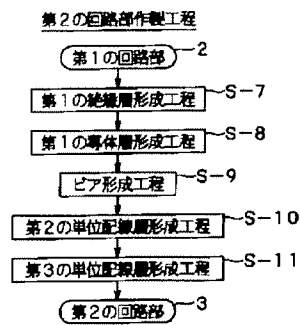 第2の回路部作製工程
第1の回路部 2
第1の絶縁層形成工程 S-7
第1の導体層形成工程 S-8
ビア形成工程 S-9
第2の単位配線層形成工程 S-10
第3の単位配線層形成工程 S-11
第2の回路部 3